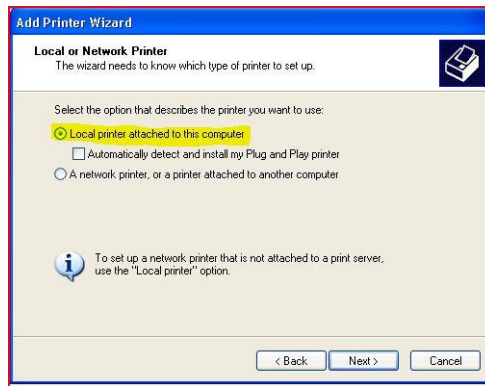 Add Printer Wizard
Local or Network Printer
The wizard needs to know which type of printer to set up.
Select the option that describes the printer you want to use:
Local printer attached to this computer
Automatically detect and install my Plug and Play printer
A network printer, or a printer attached to another computer
To set up a network printer that is not attached to a print server,
use the "Local printer" option.
< Back Next > Cancel